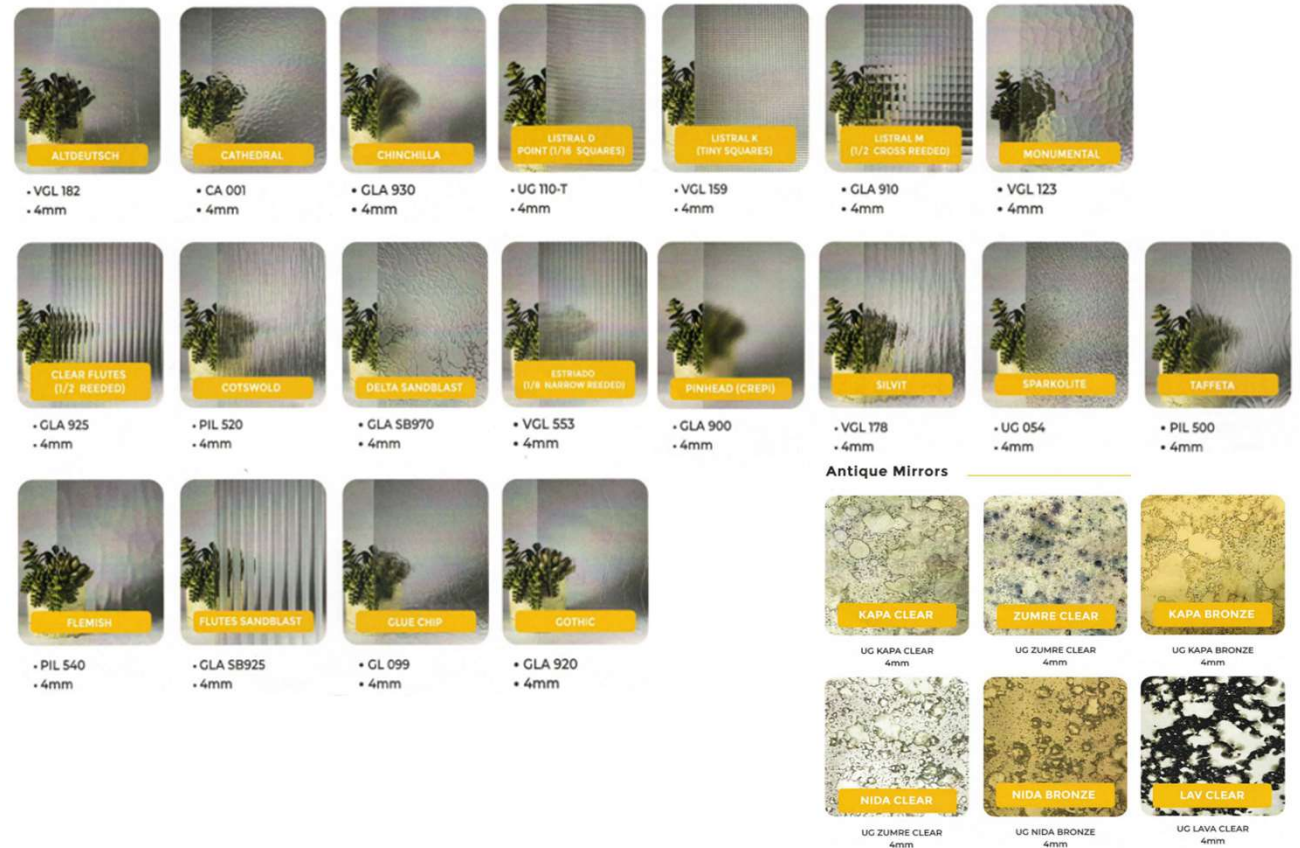 ALTDEUTSCH
• VGL 182
• 4mm
CATHEDRAL
• CA 001
• 4mm
CHINCHILLA
• GLA 930
• 4mm
LISTRAL D
POINT (1/16 SQUARES)
• UG 110-T
• 4mm
LISTRAL K
(TINY SQUARES)
• VGL 159
• 4mm
LISTRAL M
(1/2 CROSS REEDED)
• GLA 910
• 4mm
MONUMENTAL
• VGL 123
• 4mm
CLEAR FLUTES
(1/2 REEDED)
• GLA 925
• 4mm
COTSWOLD
• PIL 520
• 4mm
DELTA SANDBLAST
• GLA SB970
• 4mm
ESTRIADO
(1/8 NARROW REEDED)
• VGL 553
• 4mm
PINHEAD (CREPI)
• GLA 900
• 4mm
SILVIT
• VGL 178
• 4mm
SPARKOLITE
• UG 054
• 4mm
TAFFETA
• PIL 500
• 4mm
FLEMISH
• PIL 540
• 4mm
FLUTES SANDBLAST
• GLA SB925
• 4mm
GLUE CHIP
• GL 099
• 4mm
GOTHIC
• GLA 920
• 4mm
Antique Mirrors
KAPA CLEAR
UG KAPA CLEAR
4mm
ZUMRE CLEAR
UG ZUMRE CLEAR
4mm
KAPA BRONZE
UG KAPA BRONZE
4mm
NIDA CLEAR
UG ZUMRE CLEAR
4mm
NIDA BRONZE
UG NIDA BRONZE
4mm
LAV CLEAR
UG LAVA CLEAR
4mm